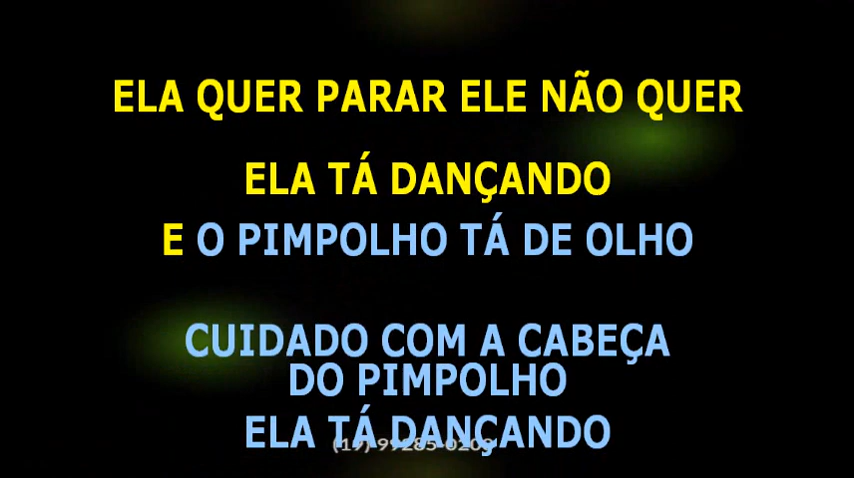 ELA QUER PARAR ELE NÃO QUER
ELA TÁ DANÇANDO
E O PIMPOLHO TÁ DE OLHO
CUIDADO COM A CABEÇA
DO PIMPOLHO
ELA TÁ DANÇANDO